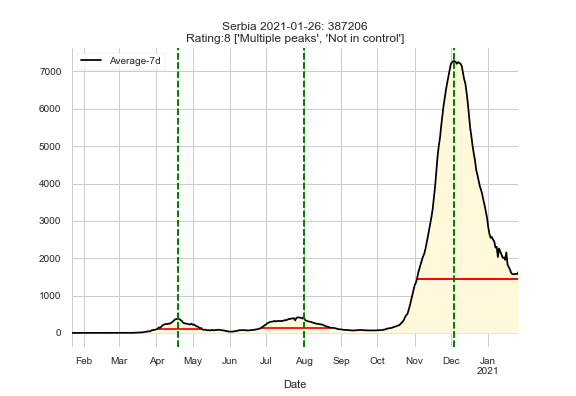 Serbia 2021-01-26: 387206
Rating:8 ['Multiple peaks', 'Not in control']
Average-7d
7000
6000
5000
4000
3000
2000
1000
0
Feb Mar Apr May Jun Jul Aug Sep Oct Nov Dec Jan
2021
Date